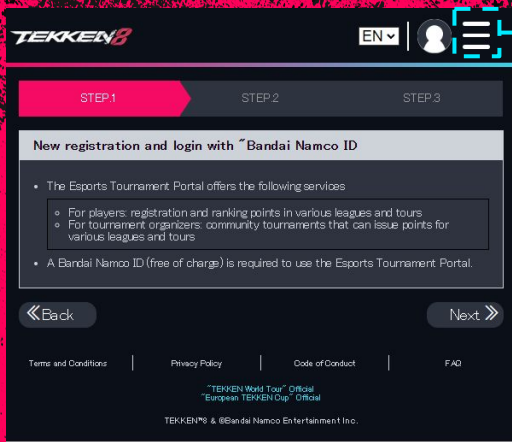 TEKKEN8
EN
STEP.1
STEP.2
STEP.3
New registration and login with ~Bandai Namco ID
• The Esports Tournament Portal offers the following services
For players: registration and ranking points in various leagues and tours
For tournament organizers: community tournaments that can issue points for
various leagues and tours
• A Bandai Namco ID (free of charge) is required to use the Esports Tournament Portal.
≪Back
Next ≫
Terms and Conditions
Privacy Policy
Code of Conduct
FAQ
~TEKKEN World Tour" Official
~European TEKKEN Cup" Official
TEKKEN™8 & ©Bandai Namco Entertainment Inc.